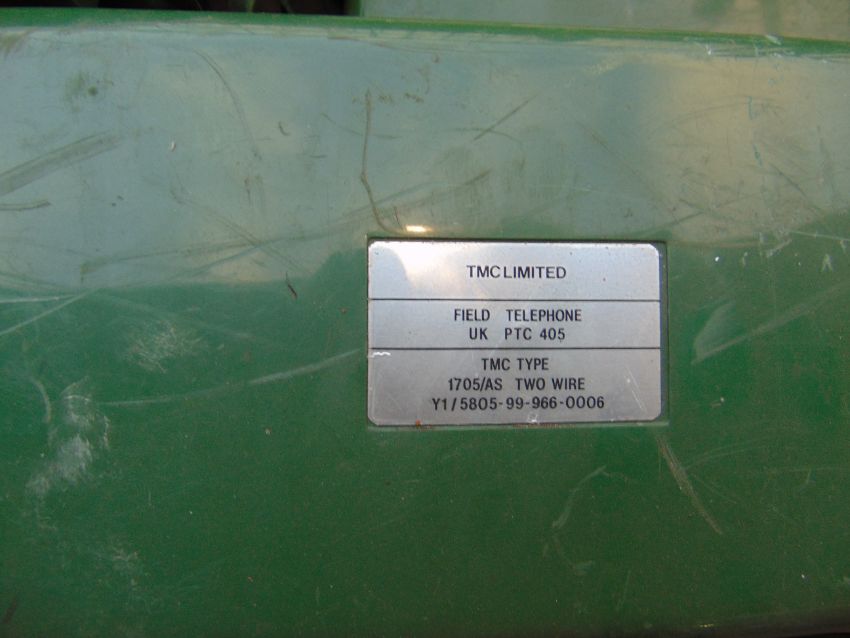 TMC LIMITED
FIELD TELEPHONE
UK PTC 405
TMC TYPE
1705/AS TWO WIRE
Y1/5805-99-966-0006